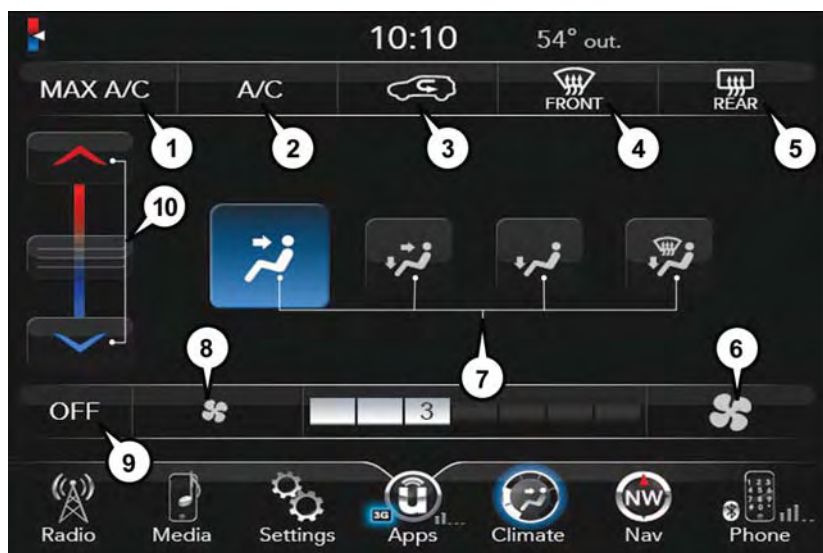 10:10 54° out.
MAX A/C A/C FRONT REAR
1 2 3 4 5
10
8 7 6
OFF 3
9
3G NW
Radio Media Settings Apps Climate Nav Phone